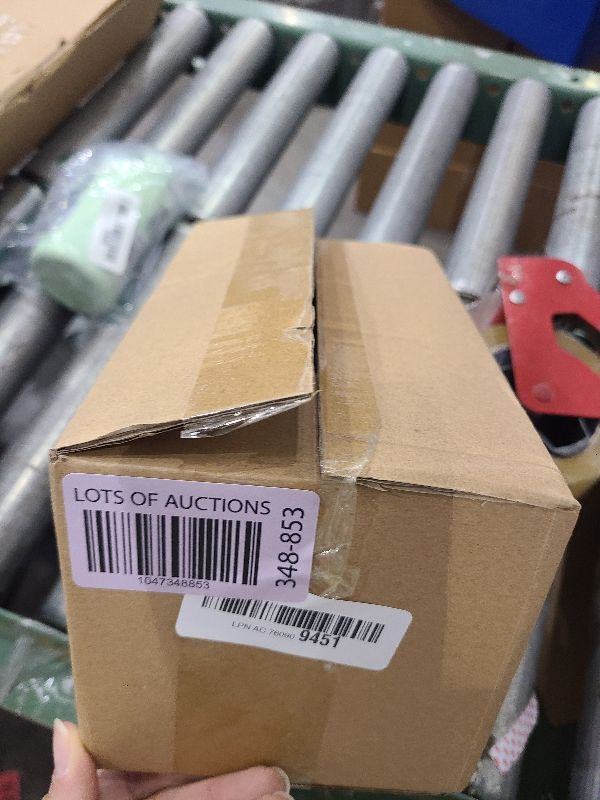 LOTS OF AUCTIONS
1047348853
348-853
LPN AC 76090 9451